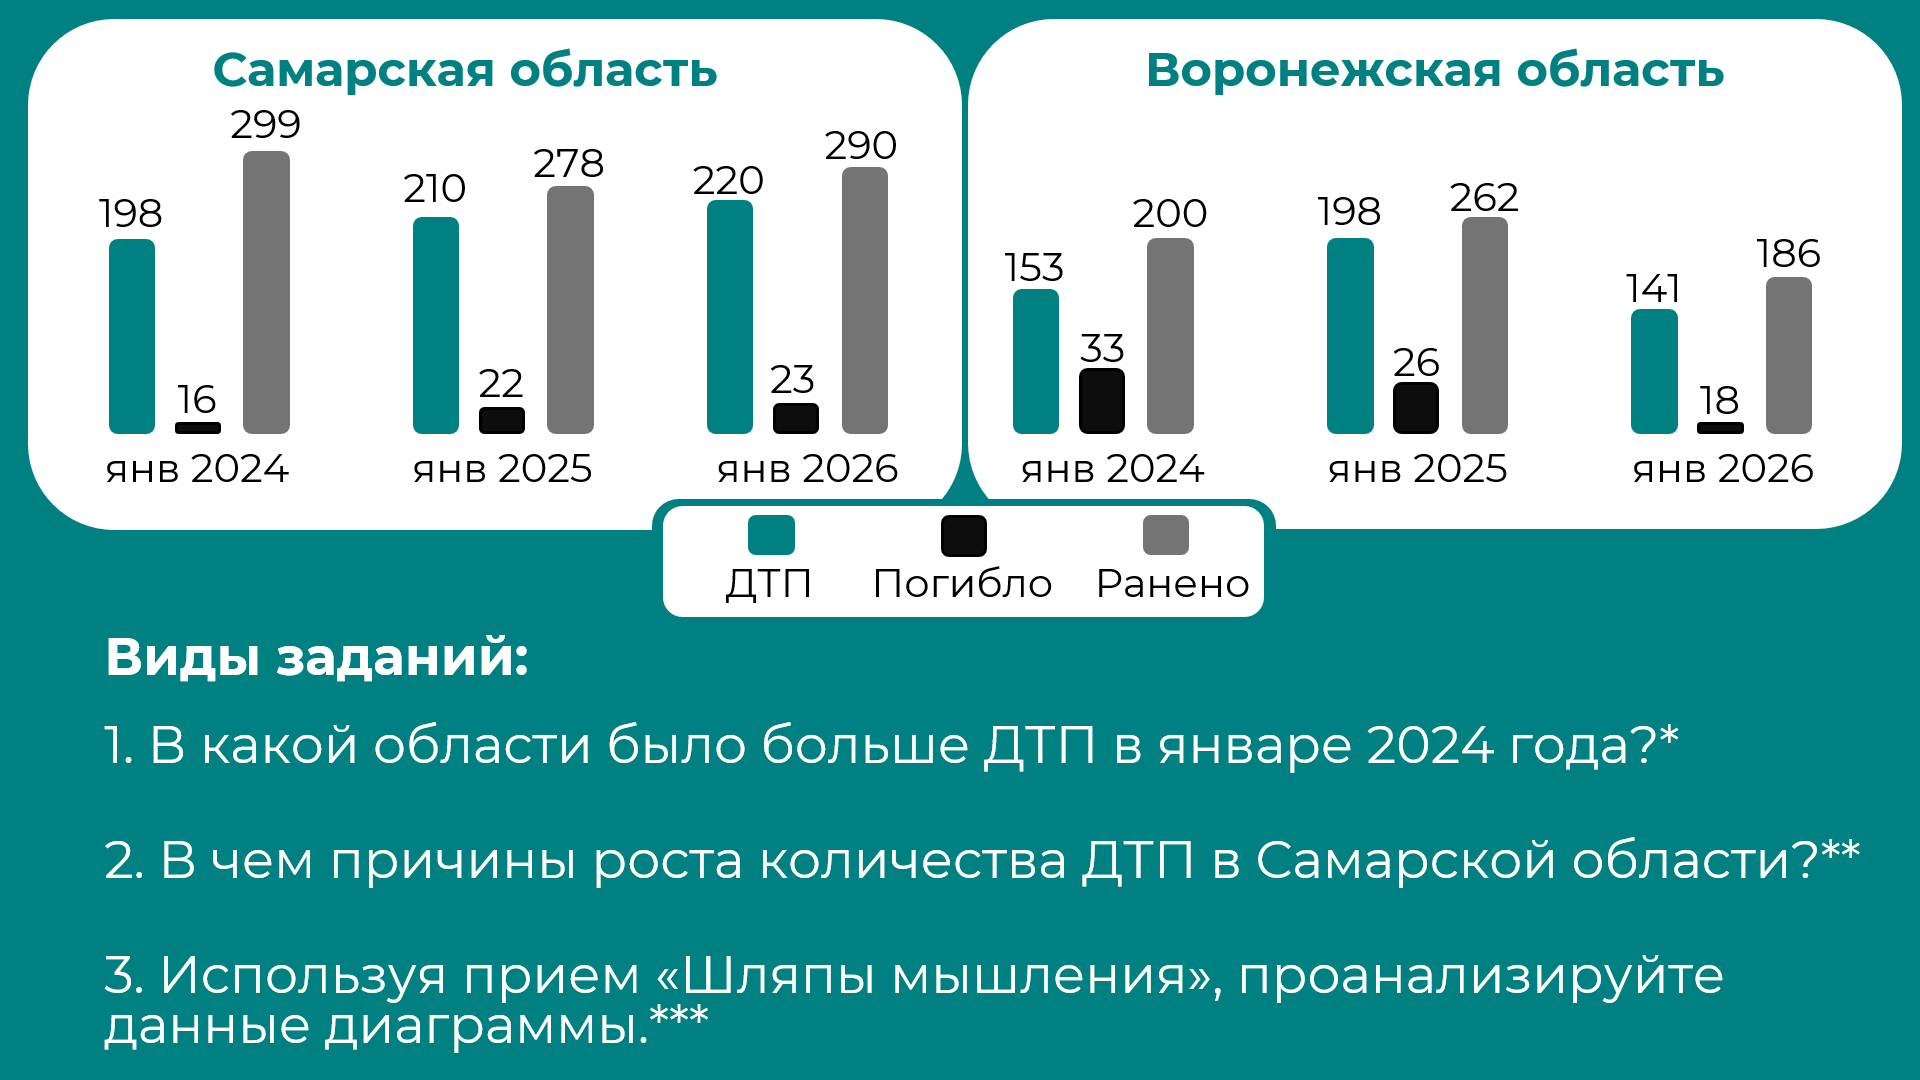 Самарская область
299
198
16
янв 2024
210
22
278
янв 2025
220
23
290
янв 2026
Воронежская область
153
33
200
янв 2024
198
26
262
янв 2025
141
18
186
янв 2026
ДТП
Погибло
Ранено
Виды заданий:
1. В какой области было больше ДТП в январе 2024 года?*
2. В чем причины роста количества ДТП в Самарской области?**
3. Используя прием «Шляпы мышления», проанализируйте
данные диаграммы.***